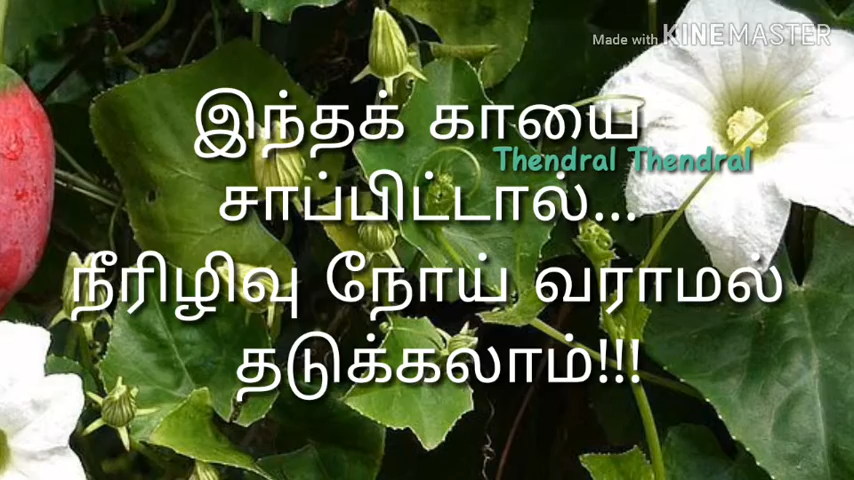 Made with KINEMASTER
இந்தக் காயை
Thendral Thendral
சாப்பிட்டால்...
நீரிழிவு நோய் வராமல்
தடுக்கலாம்!!!